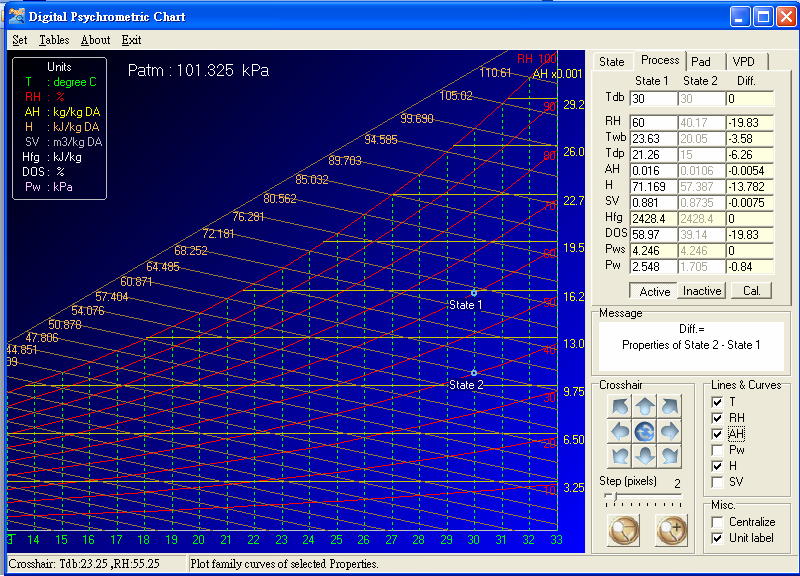 Digital Psychrometric Chart
Set Tables About Exit
Units
T : degree C
RH : %
AH : kg/kg DA
H : kJ/kg DA
SV : m3/kg DA
Hfg : kJ/kg
DOS : %
Pw : kPa
Patm : 101.325 kPa
RH 100
AH x0.001
110.61
105.02
99.690
94.585
89.703
85.032
80.562
76.281
72.181
68.252
64.485
60.871
57.404
54.076
50.878
47.806
44.851
09
90
80
70
60
50
40
30
20
10
29.2
26.0
22.7
19.5
16.2
13.0
9.75
6.50
3.25
State 1
State 2
T 14 15 16 17 18 19 20 21 22 23 24 25 26 27 28 29 30 31 32 33
State Process Pad VPD
State 1 State 2 Diff.
Tdb 30 30 0
RH 60 40.17 -19.83
Twb 23.63 20.05 -3.58
Tdp 21.26 15 -6.26
AH 0.016 0.0106 -0.0054
H 71.169 57.387 -13.782
SV 0.881 0.8735 -0.0075
Hfg 2428.4 2428.4 0
DOS 58.97 39.14 -19.83
Pws 4.246 4.246 0
Pw 2.548 1.705 -0.84
Active Inactive Cal.
Message
Diff.=
Properties of State 2 - State 1
Crosshair
Step (pixels) 2
Lines & Curves
T
RH
AH
Pw
H
SV
Misc.
Centralize
Unit label
Crosshair: Tdb:23.25 ,RH:55.25
Plot family curves of selected Properties.